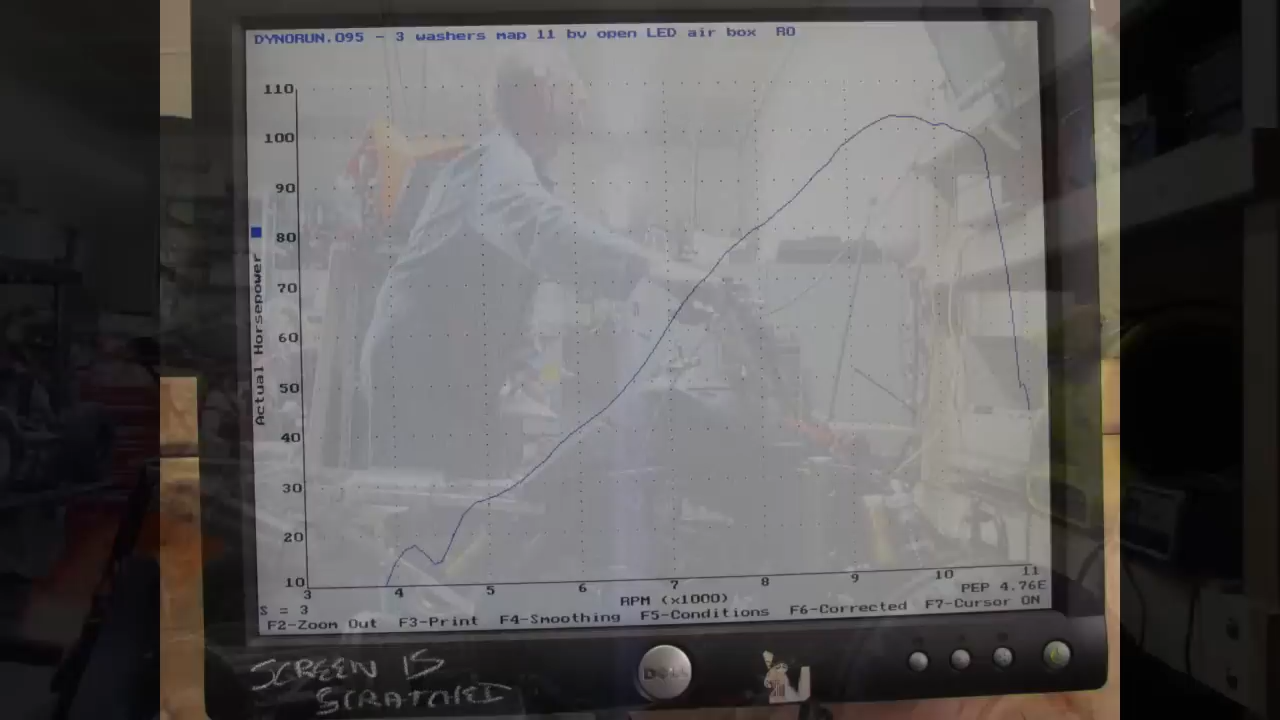 DYNORUN.095 - 3 washers map 11 bv open LED air box RO
110
100
90
80
70
60
50
40
30
20
10
Actual Horsepower
3 4 5 6 7 8 9 10 11
RPM (x1000)
PEP 4.76E
S = 3
F2-Zoom Out F3-Print F4-Smoothing F5-Conditions F6-Corrected F7-Cursor ON
DELL
SCREEN IS
SCRATCHED